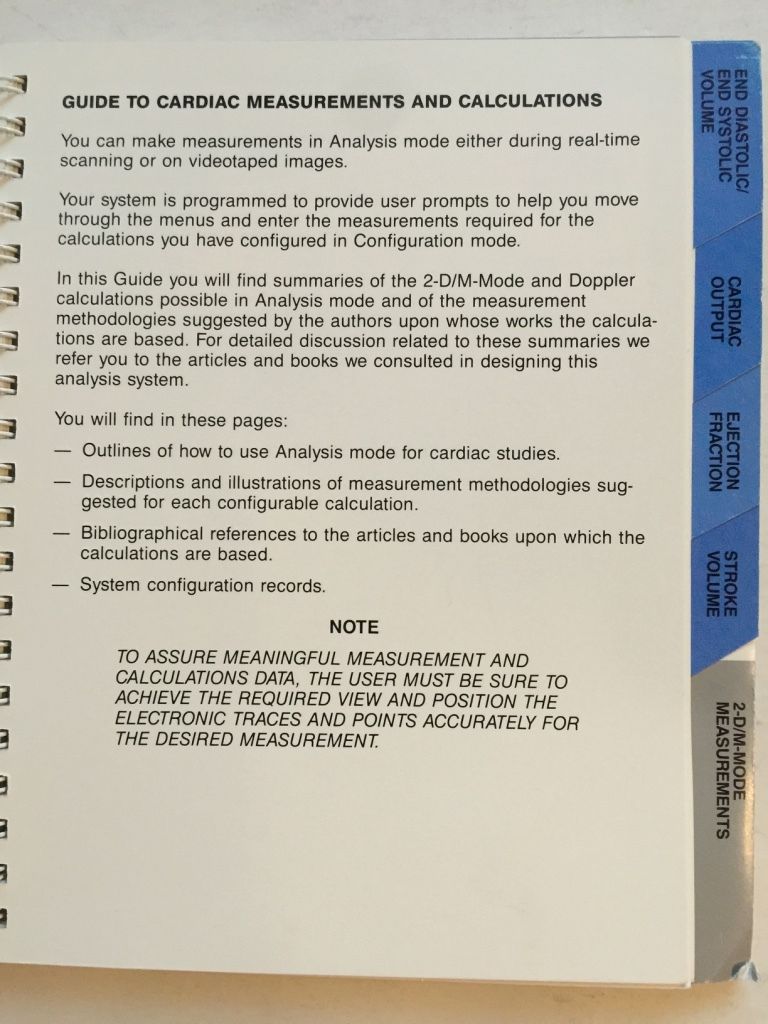 GUIDE TO CARDIAC MEASUREMENTS AND CALCULATIONS
You can make measurements in Analysis mode either during real-time
scanning or on videotaped images.
Your system is programmed to provide user prompts to help you move
through the menus and enter the measurements required for the
calculations you have configured in Configuration mode.
In this Guide you will find summaries of the 2-D/M-Mode and Doppler
calculations possible in Analysis mode and of the measurement
methodologies suggested by the authors upon whose works the calcula-
tions are based. For detailed discussion related to these summaries we
refer you to the articles and books we consulted in designing this
analysis system.
You will find in these pages:
— Outlines of how to use Analysis mode for cardiac studies.
— Descriptions and illustrations of measurement methodologies sug-
gested for each configurable calculation.
— Bibliographical references to the articles and books upon which the
calculations are based.
— System configuration records.
NOTE
TO ASSURE MEANINGFUL MEASUREMENT AND
CALCULATIONS DATA, THE USER MUST BE SURE TO
ACHIEVE THE REQUIRED VIEW AND POSITION THE
ELECTRONIC TRACES AND POINTS ACCURATELY FOR
THE DESIRED MEASUREMENT.
END DIASTOLIC/
END SYSTOLIC
VOLUME
CARDIAC
OUTPUT
EJECTION
FRACTION
STROKE
VOLUME
2-D/M-MODE
MEASUREMENTS